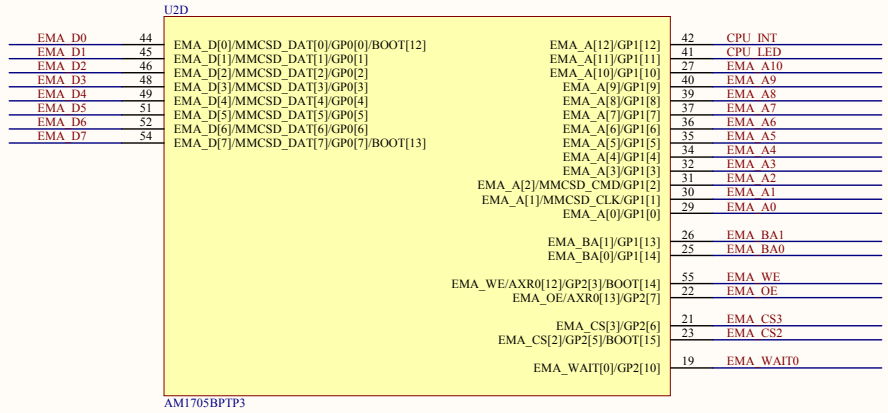 U2D
EMA_D0 44 EMA_D[0]/MMCSD_DAT[0]/GP0[0]/BOOT[12]
EMA_D1 45 EMA_D[1]/MMCSD_DAT[1]/GP0[1]
EMA_D2 46 EMA_D[2]/MMCSD_DAT[2]/GP0[2]
EMA_D3 48 EMA_D[3]/MMCSD_DAT[3]/GP0[3]
EMA_D4 49 EMA_D[4]/MMCSD_DAT[4]/GP0[4]
EMA_D5 51 EMA_D[5]/MMCSD_DAT[5]/GP0[5]
EMA_D6 52 EMA_D[6]/MMCSD_DAT[6]/GP0[6]
EMA_D7 54 EMA_D[7]/MMCSD_DAT[7]/GP0[7]/BOOT[13]
EMA_A[12]/GP1[12] 42 CPU_INT
EMA_A[11]/GP1[11] 41 CPU_LED
EMA_A[10]/GP1[10] 27 EMA_A10
EMA_A[9]/GP1[9] 40 EMA_A9
EMA_A[8]/GP1[8] 39 EMA_A8
EMA_A[7]/GP1[7] 37 EMA_A7
EMA_A[6]/GP1[6] 36 EMA_A6
EMA_A[5]/GP1[5] 35 EMA_A5
EMA_A[4]/GP1[4] 34 EMA_A4
EMA_A[3]/GP1[3] 32 EMA_A3
EMA_A[2]/MMCSD_CMD/GP1[2] 31 EMA_A2
EMA_A[1]/MMCSD_CLK/GP1[1] 30 EMA_A1
EMA_A[0]/GP1[0] 29 EMA_A0
EMA_BA[1]/GP1[13] 26 EMA_BA1
EMA_BA[0]/GP1[14] 25 EMA_BA0
EMA_WE/AXR0[12]/GP2[3]/BOOT[14] 55 EMA_WE
EMA_OE/AXR0[13]/GP2[7] 22 EMA_OE
EMA_CS[3]/GP2[6] 21 EMA_CS3
EMA_CS[2]/GP2[5]/BOOT[15] 23 EMA_CS2
EMA_WAIT[0]/GP2[10] 19 EMA_WAIT0
AM1705BPTP3